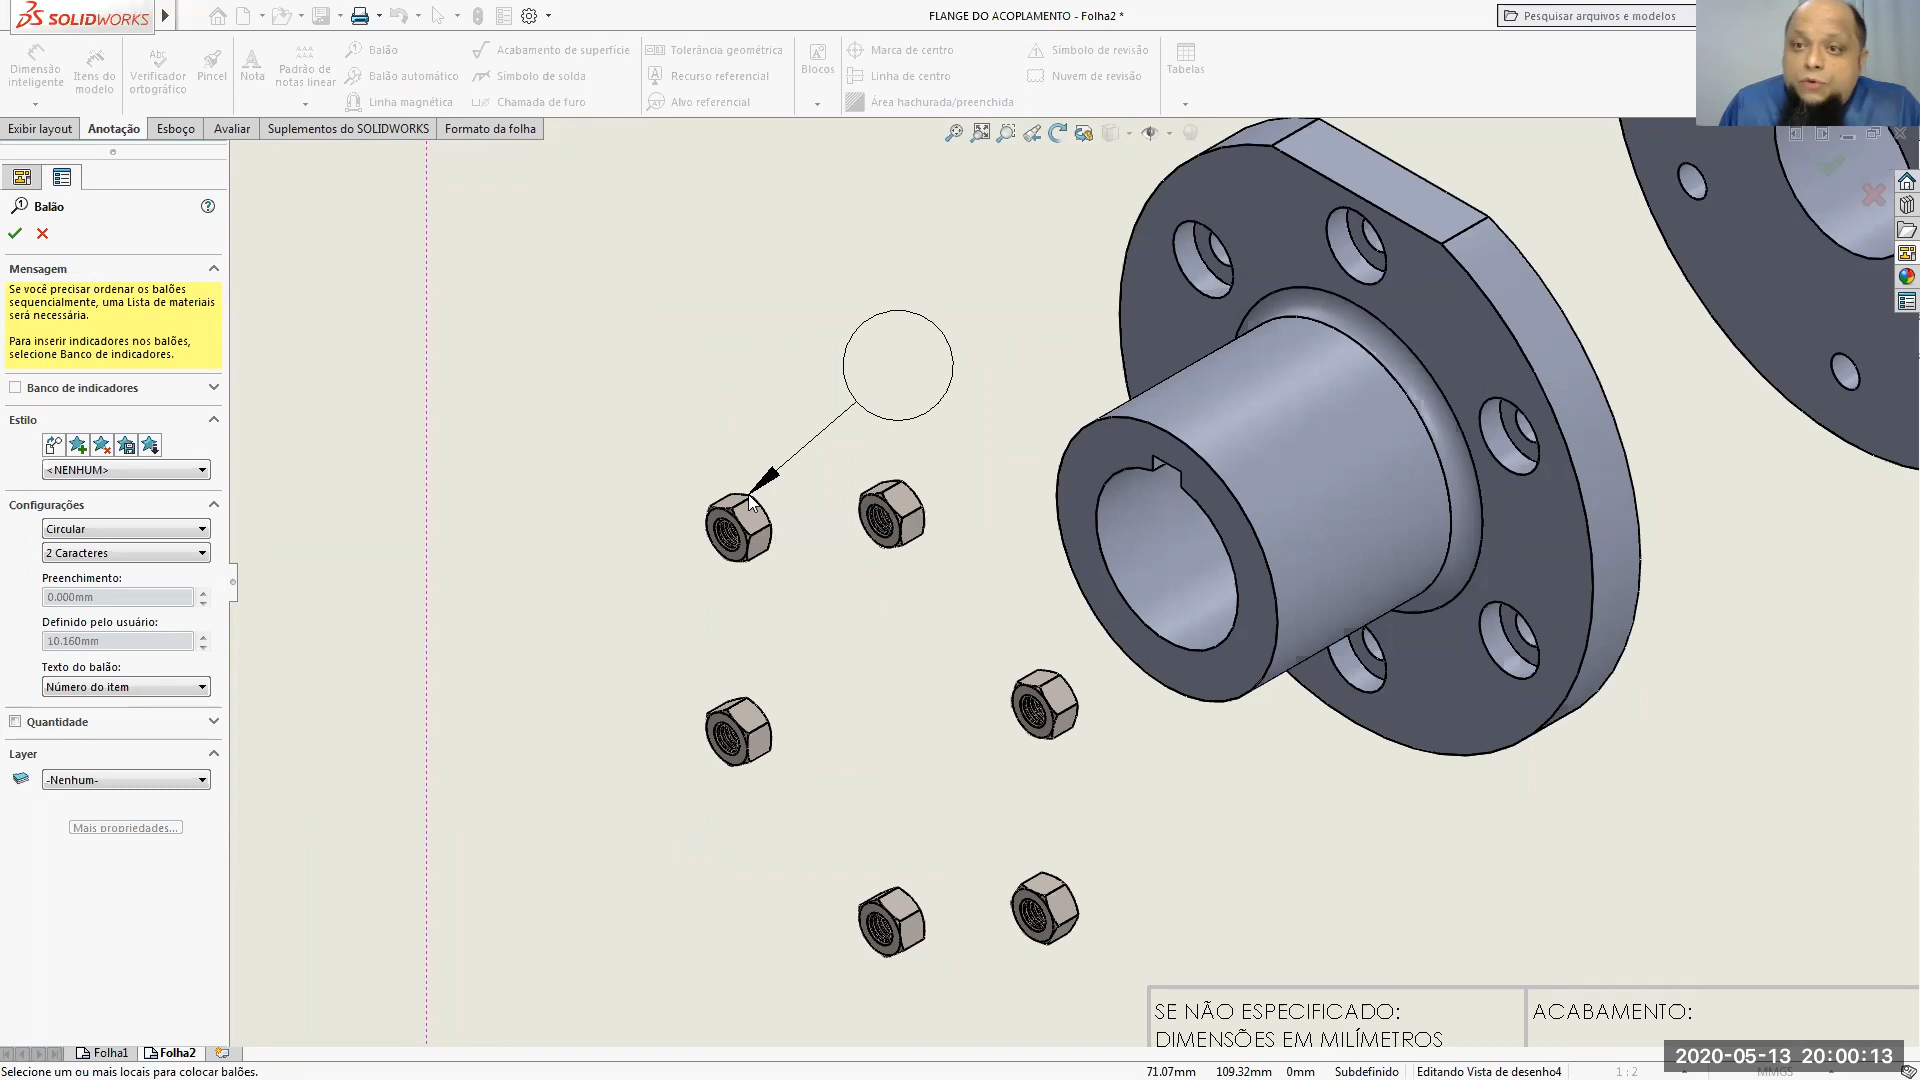 SOLIDWORKS
FLANGE DO ACOPLAMENTO - Folha2 *
Pesquisar arquivos e modelos
Dimensão inteligente
Itens do modelo
Abc
Verificador ortográfico
Pincel
Nota
Padrão de notas linear
Balão
Balão automático
Linha magnética
Acabamento de superfície
Símbolo de solda
Chamada de furo
Tolerância geométrica
Recurso referencial
Alvo referencial
Blocos
Marca de centro
Linha de centro
Área hachurada/preenchida
Símbolo de revisão
Nuvem de revisão
Tabelas
Exibir layout
Anotação
Esboço
Avaliar
Suplementos do SOLIDWORKS
Formato da folha
Balão
Mensagem
Se você precisar ordenar os balões
sequencialmente, uma Lista de materiais
será necessária.
Para inserir indicadores nos balões,
selecione Banco de indicadores.
Banco de indicadores
Estilo
<NENHUM>
Configurações
Circular
2 Caracteres
Preenchimento:
0.000mm
Definido pelo usuário:
10.160mm
Texto do balão:
Número do item
Quantidade
Layer
-Nenhum-
Mais propriedades...
SE NÃO ESPECIFICADO:
DIMENSÕES EM MILÍMETROS
ACABAMENTO:
Folha1
Folha2
2020-05-13 20:00:13
Selecione um ou mais locais para colocar balões.
71.07mm
109.32mm
0mm
Subdefinido
Editando Vista de desenho4
1 : 2
MMGS